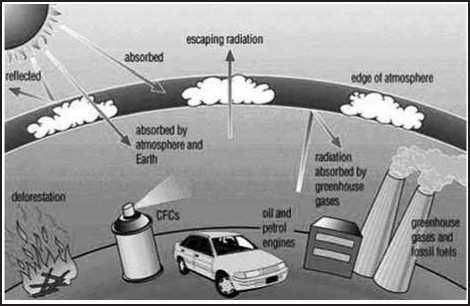 escaping radiation
absorbed
reflected
edge of atmosphere
absorbed by
atmosphere and
Earth
radiation
absorbed by
greenhouse
gases
deforestation
CFCs
oil and
petrol
engines
greenhouse
gases and
fossil fuels